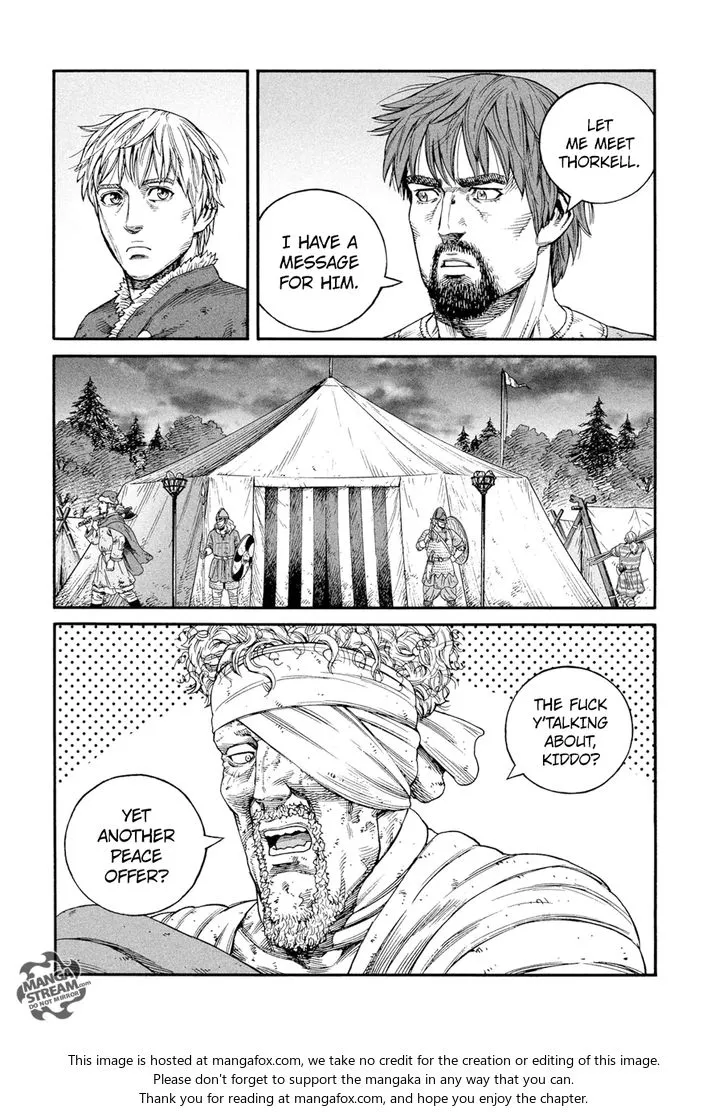 LET
ME MEET
THORKELL.
I HAVE A
MESSAGE
FOR HIM.
THE FUCK
Y'TALKING
ABOUT,
KIDDO?
YET
ANOTHER
PEACE
OFFER?
MANGA
STREAM.com
DO NOT MIRROR
This image is hosted at mangafox.com, we take no credit for the creation or editing of this image.
Please don't forget to support the mangaka in any way that you can.
Thank you for reading at mangafox.com, and hope you enjoy the chapter.